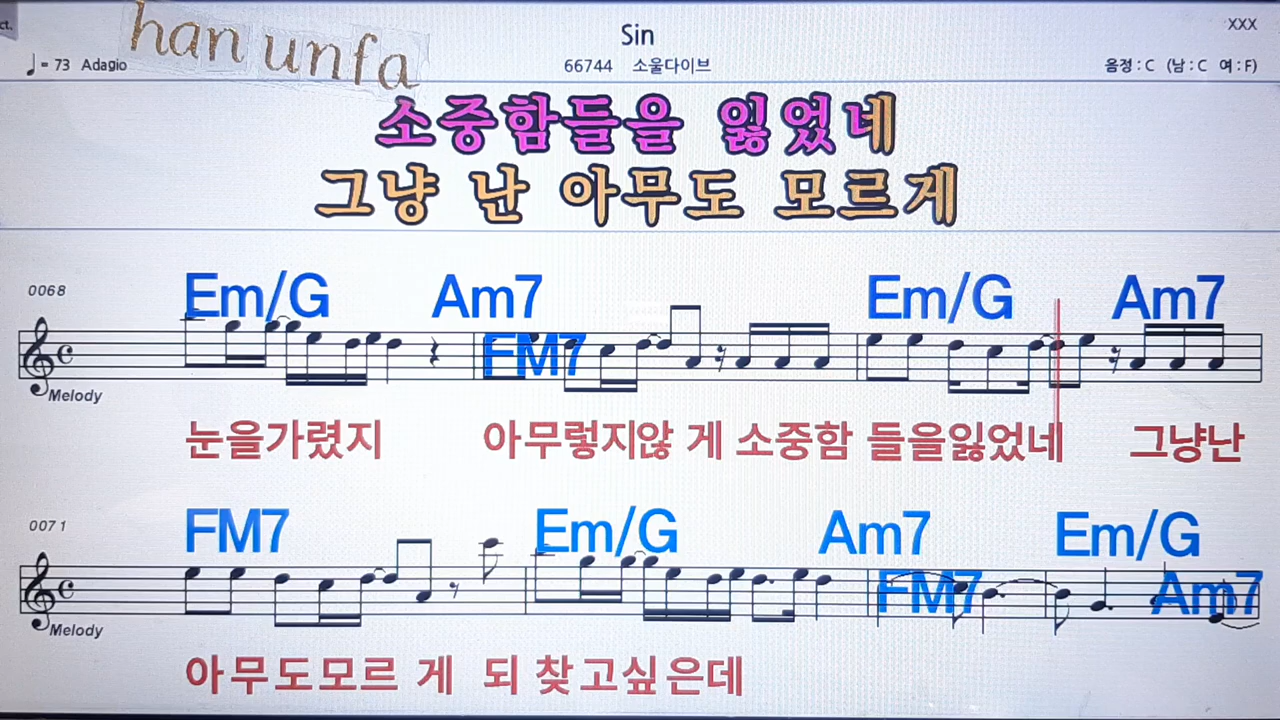 ct.
han unfa
Sin
XXX
♩= 73 Adagio
66744 소울다이브
음정 : C (남 : C 여 : F)
소중함들을 잃었네
그냥 난 아무도 모르게
0068
Em/G Am7 FM7 Em/G Am7
Melody
눈을가렸지 아무렇지않 게 소중함 들을잃었네 그냥난
0071
FM7 Em/G Am7 FM7 Em/G Am7
Melody
아무도모르 게 되 찾고싶은데